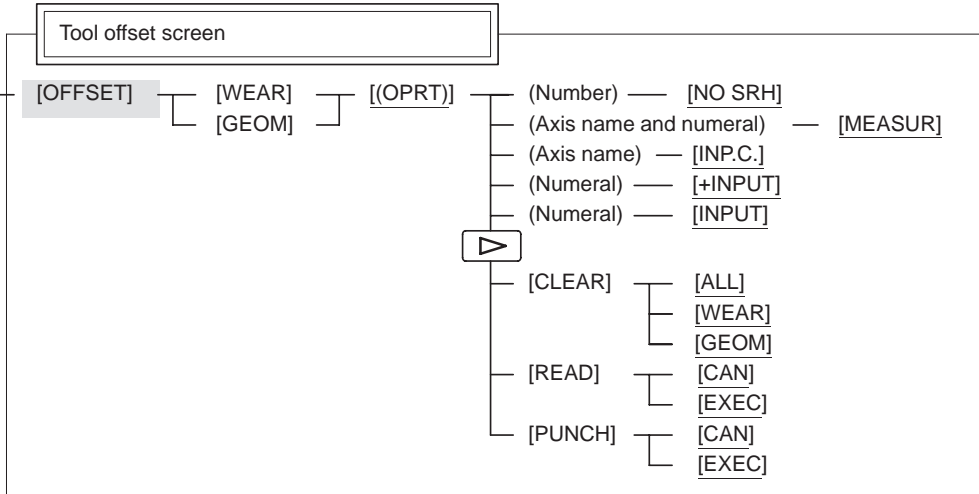 Tool offset screen
[OFFSET] [WEAR] [(OPRT)] (Number) [NO SRH]
[GEOM] (Axis name and numeral) [MEASUR]
(Axis name) [INP.C.]
(Numeral) [+INPUT]
(Numeral) [INPUT]
[CLEAR] [ALL]
[WEAR]
[GEOM]
[READ] [CAN]
[EXEC]
[PUNCH] [CAN]
[EXEC]